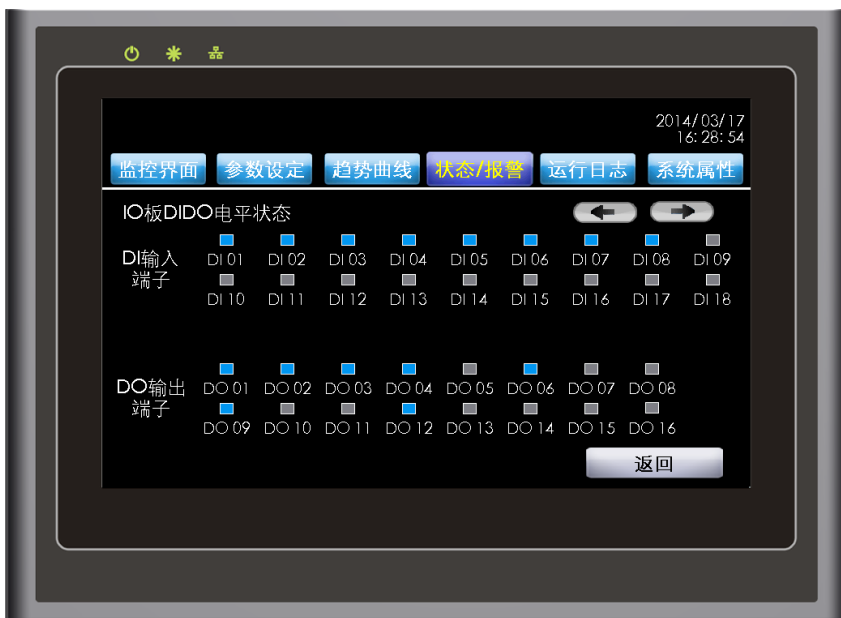 2014/03/17
16:28:54
监控界面 参数设定 趋势曲线 状态/报警 运行日志 系统属性
IO板DIDO电平状态
DI输入端子
DI 01 DI 02 DI 03 DI 04 DI 05 DI 06 DI 07 DI 08 DI 09
DI 10 DI 11 DI 12 DI 13 DI 14 DI 15 DI 16 DI 17 DI 18
DO输出端子
DO 01 DO 02 DO 03 DO 04 DO 05 DO 06 DO 07 DO 08
DO 09 DO 10 DO 11 DO 12 DO 13 DO 14 DO 15 DO 16
返回